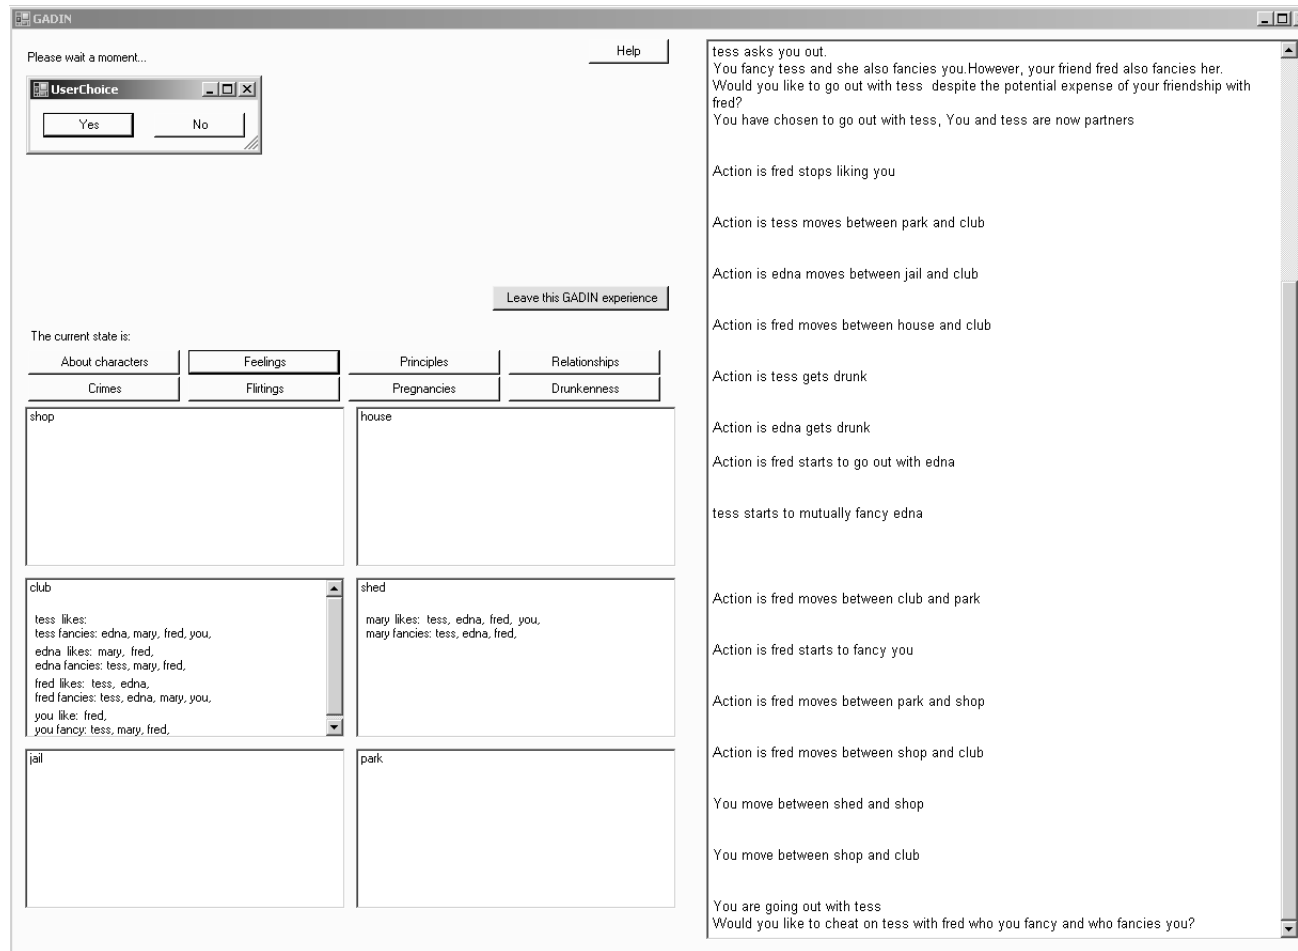 GADIN
Please wait a moment...
Help
UserChoice
Yes
No
Leave this GADIN experience
The current state is:
About characters
Feelings
Principles
Relationships
Crimes
Flirtings
Pregnancies
Drunkenness
shop
house
club
tess likes:
tess fancies: edna, mary, fred, you,
edna likes: mary, fred,
edna fancies: tess, mary, fred,
fred likes: tess, edna,
fred fancies: tess, edna, mary, you,
you like: fred,
you fancy: tess, mary, fred,
shed
mary likes: tess, edna, fred, you,
mary fancies: tess, edna, fred,
jail
park
tess asks you out.
You fancy tess and she also fancies you.However, your friend fred also fancies her.
Would you like to go out with tess despite the potential expense of your friendship with
fred?
You have chosen to go out with tess, You and tess are now partners
Action is fred stops liking you
Action is tess moves between park and club
Action is edna moves between jail and club
Action is fred moves between house and club
Action is tess gets drunk
Action is edna gets drunk
Action is fred starts to go out with edna
tess starts to mutually fancy edna
Action is fred moves between club and park
Action is fred starts to fancy you
Action is fred moves between park and shop
Action is fred moves between shop and club
You move between shed and shop
You move between shop and club
You are going out with tess
Would you like to cheat on tess with fred who you fancy and who fancies you?